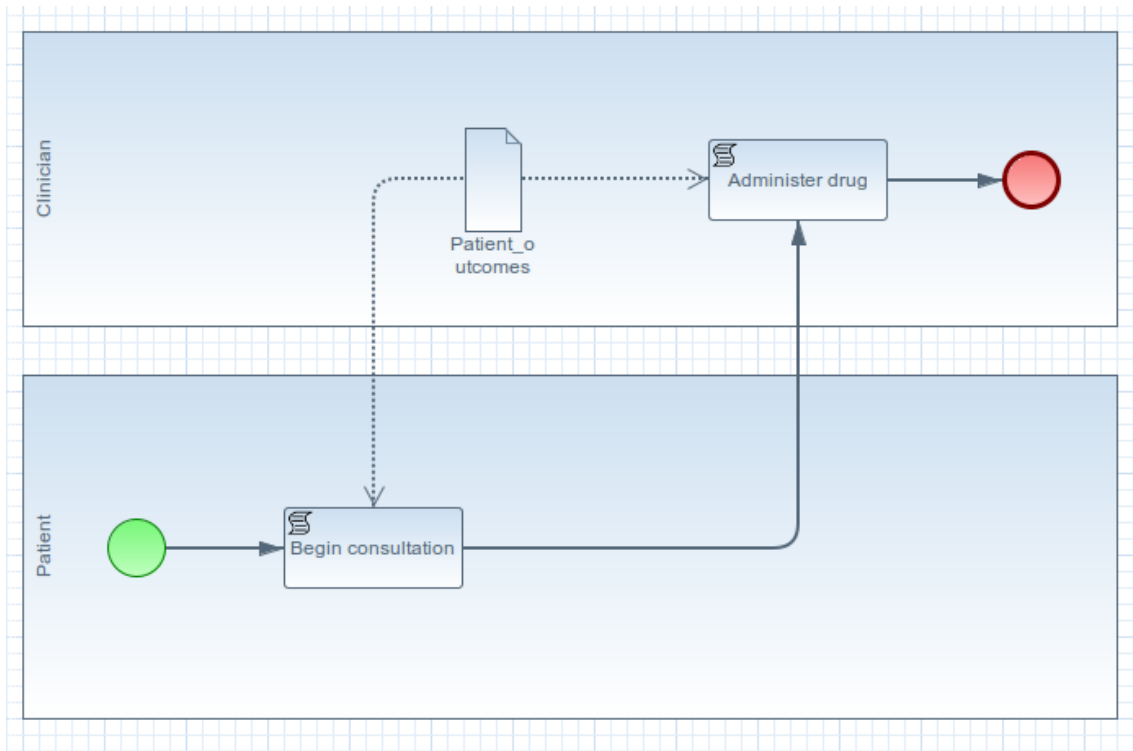 Clinician
Patient_o
utcomes
Administer drug
Patient
Begin consultation